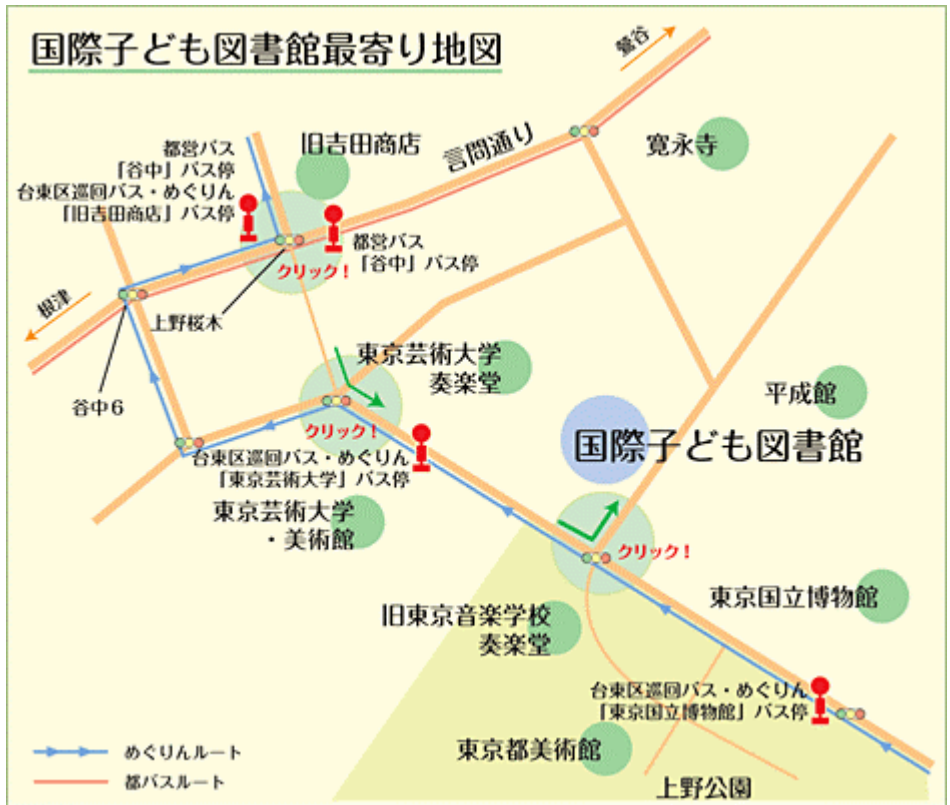 国際子ども図書館最寄り地図
鶯谷
都営バス
「谷中」バス停
台東区巡回バス・めぐりん
「旧吉田商店」バス停
旧吉田商店
言問通り
寛永寺
都営バス
「谷中」バス停
クリック！
根津
上野桜木
谷中6
東京芸術大学
奏楽堂
平成館
クリック！
国際子ども図書館
台東区巡回バス・めぐりん
「東京芸術大学」バス停
東京芸術大学
・美術館
クリック！
東京国立博物館
旧東京音楽学校
奏楽堂
台東区巡回バス・めぐりん
「東京国立博物館」バス停
東京都美術館
上野公園
めぐりんルート
都バスルート